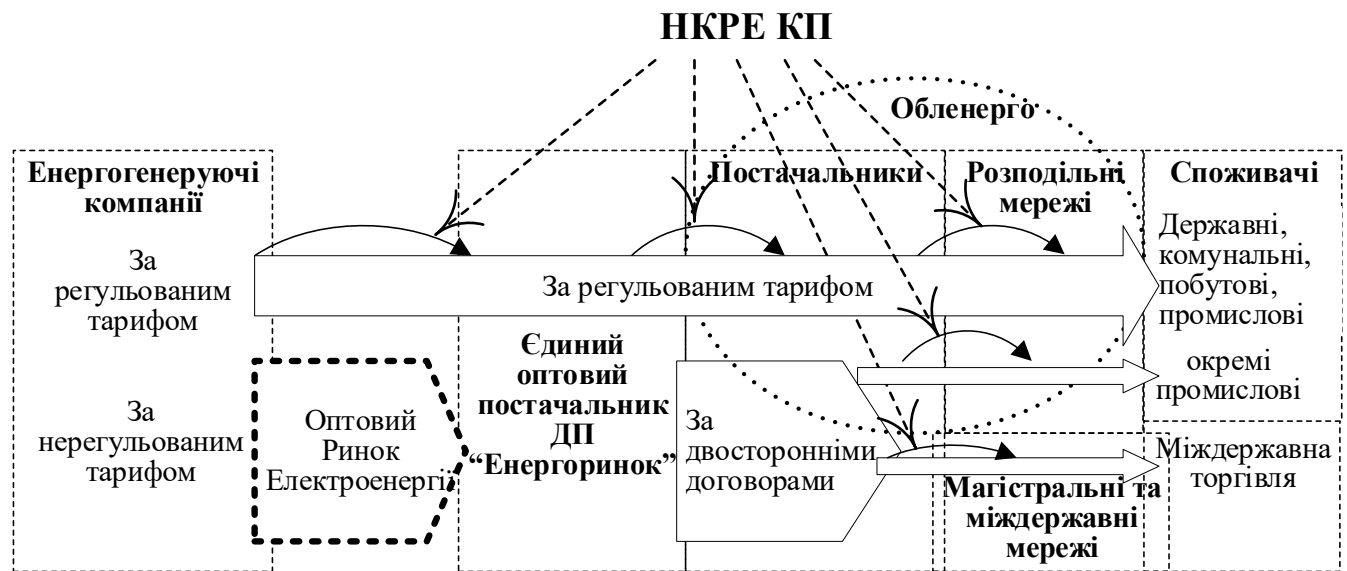 НКРЕ КП
Обленерго
Енергогенеруючі
компанії
За
регульованим
тарифом
За
нерегульованим
тарифом
Оптовий
Ринок
Електроенергії
За регульованим тарифом
Єдиний
оптовий
постачальник
ДП
“Енергоринок”
Постачальники
За
двосторонніми
договорами
Розподільні
мережі
Магістральні та
міждержавні
мережі
Споживачі
Державні,
комунальні,
побутові,
промислові
окремі
промислові
Міждержавна
торгівля